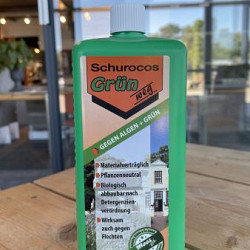 Schurocos
Grün
weg
GEGEN ALGEN + GRÜN
Materialverträglich
Pflanzenneutral
Biologisch
abbaubar nach
Detergenzien-
verordnung
Wirksam
auch gegen
Flechten